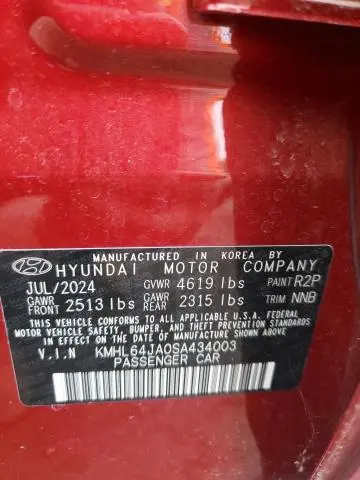 MANUFACTURED IN KOREA BY
HYUNDAI MOTOR COMPANY
JUL/2024 GVWR 4619 lbs PAINT R2P
GAWR FRONT 2513 lbs GAWR REAR 2315 lbs TRIM NNB
THIS VEHICLE CONFORMS TO ALL APPLICABLE U.S.A. FEDERAL
MOTOR VEHICLE SAFETY, BUMPER, AND THEFT PREVENTION
STANDARDS IN EFFECT ON THE DATE OF MANUFACTURE SHOWN ABOVE.
V.I.N KMHL64JA0SA434003
PASSENGER CAR